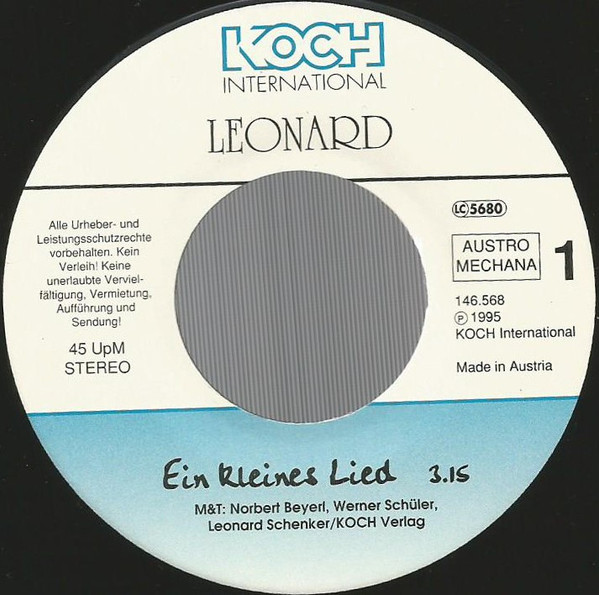 KOCH
INTERNATIONAL
LEONARD
Alle Urheber- und
Leistungsschutzrechte
vorbehalten. Kein
Verleih! Keine
unerlaubte Verviel-
fältigung, Vermietung,
Aufführung und
Sendung!
45 UpM
STEREO
LC 5680
AUSTRO
MECHANA
1
146.568
Ⓟ 1995
KOCH International
Made in Austria
Ein kleines Lied 3.15
M&T: Norbert Beyerl, Werner Schüler,
Leonard Schenker/KOCH Verlag